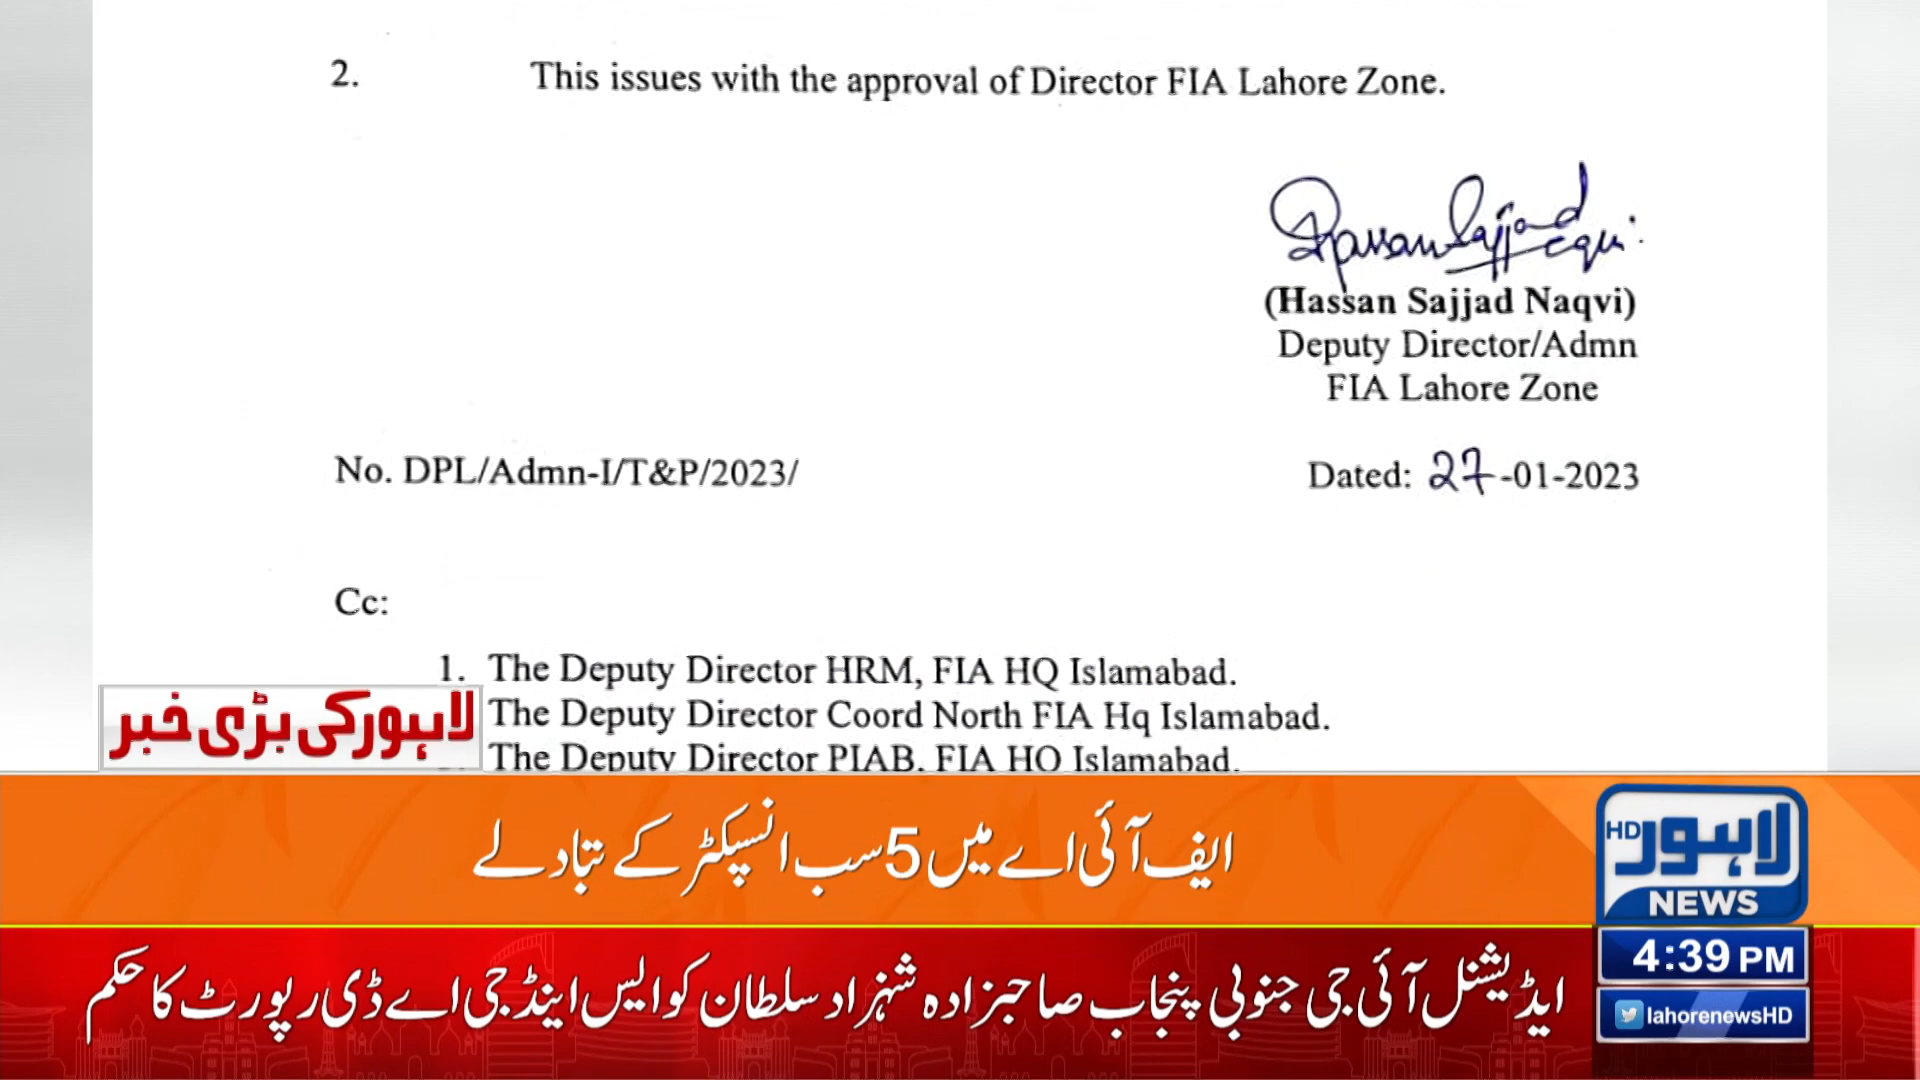 2. This issues with the approval of Director FIA Lahore Zone.
Hassan Sajjad Naqvi
(Hassan Sajjad Naqvi)
Deputy Director/Admn
FIA Lahore Zone
No. DPL/Admn-I/T&P/2023/ Dated: 27-01-2023
Cc:
1. The Deputy Director HRM, FIA HQ Islamabad.
The Deputy Director Coord North FIA Hq Islamabad.
The Deputy Director PIAB, FIA HQ Islamabad.
لاہور کی بڑی خبر
ایف آئی اے میں 5 سب انسپکٹر کے تبادلے
لاہور HD
NEWS
4:39 PM
ایڈیشنل آئی جی جنوبی پنجاب صاحبزادہ شہزاد سلطان کو ایس اینڈ جی اے ڈی رپورٹ کا حکم
lahorenewsHD